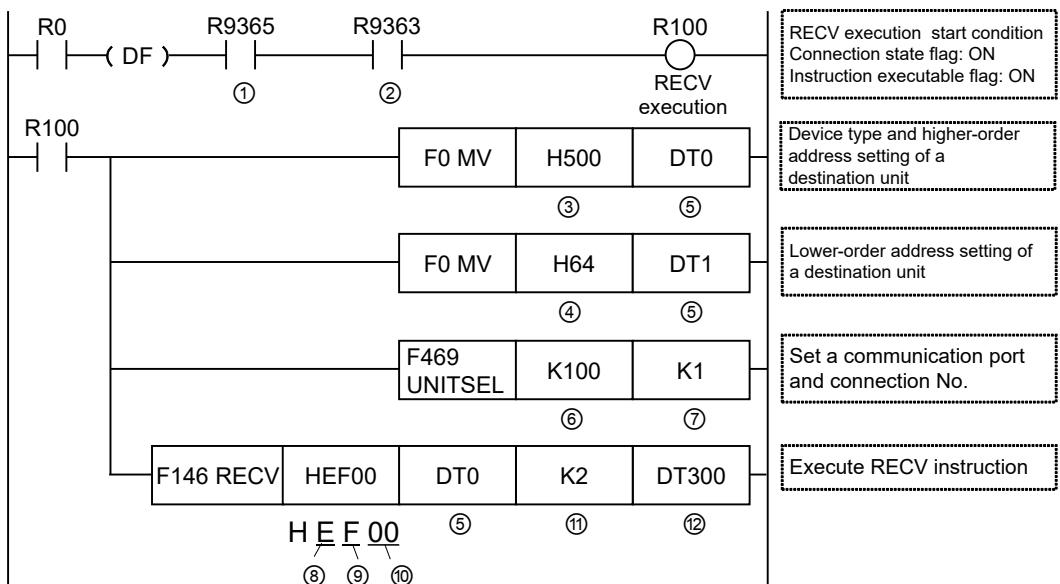 R0 R9365 R9363 R100
( DF )
① ② RECV
execution
RECV execution start condition
Connection state flag: ON
Instruction executable flag: ON
R100
F0 MV H500 DT0
③ ⑤
Device type and higher-order
address setting of a
destination unit
F0 MV H64 DT1
④ ⑤
Lower-order address setting of
a destination unit
F469
UNITSEL K100 K1
⑥ ⑦
Set a communication port
and connection No.
F146 RECV HEF00 DT0 K2 DT300
⑤ ⑪ ⑫
Execute RECV instruction
H E F 00
⑧ ⑨ ⑩